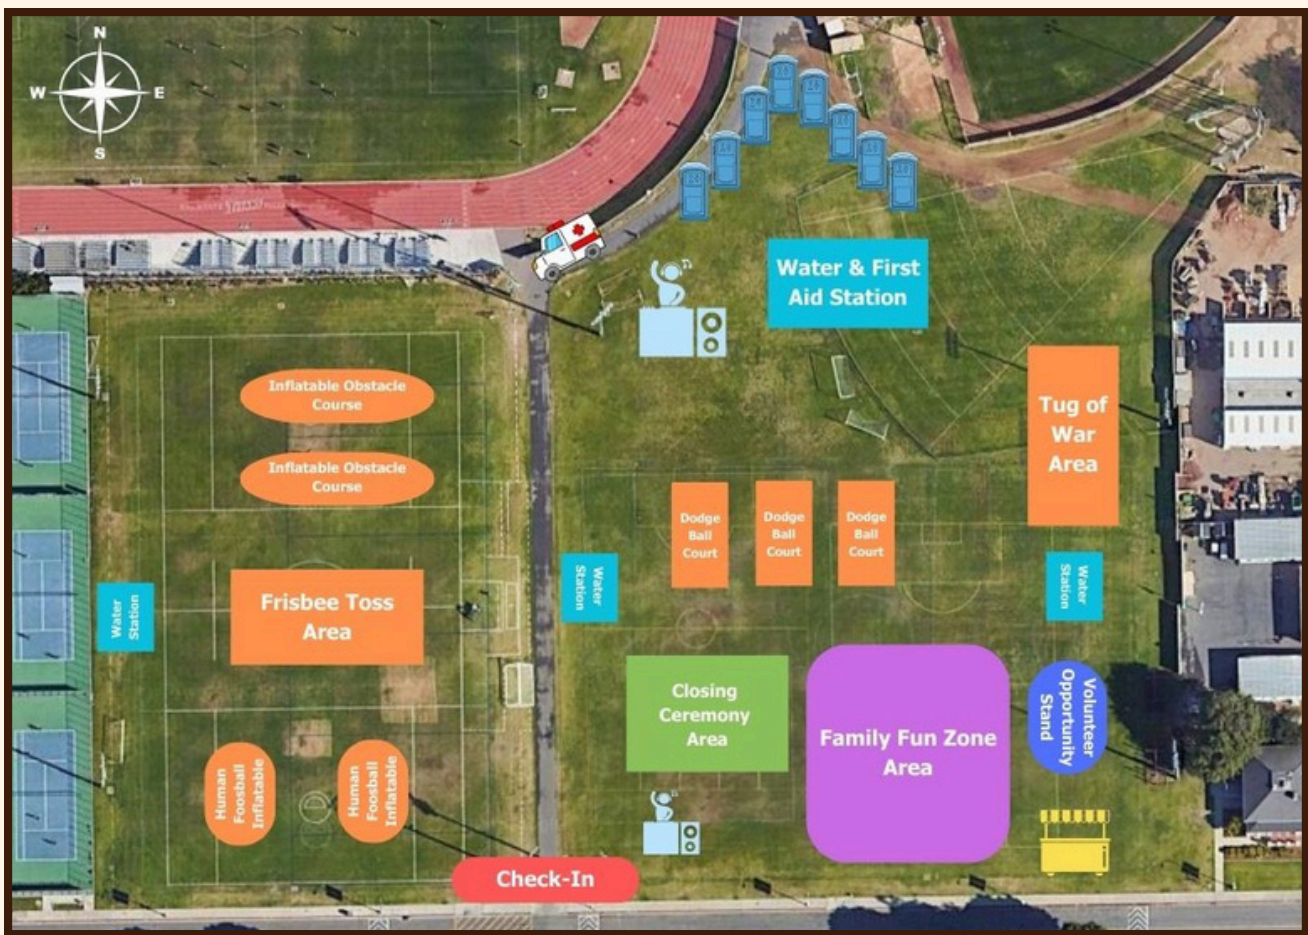 N
W
E
S
Water & First
Aid Station
Inflatable Obstacle
Course
Tug of
War
Area
Inflatable Obstacle
Course
Dodge
Ball
Court
Dodge
Ball
Court
Dodge
Ball
Court
Water
Station
Frisbee Toss
Area
Water
Station
Water
Station
Closing
Ceremony
Area
Family Fun Zone
Area
Volunteer
Opportunity
Stand
Human
Foosball
Inflatable
Human
Foosball
Inflatable
Check-In